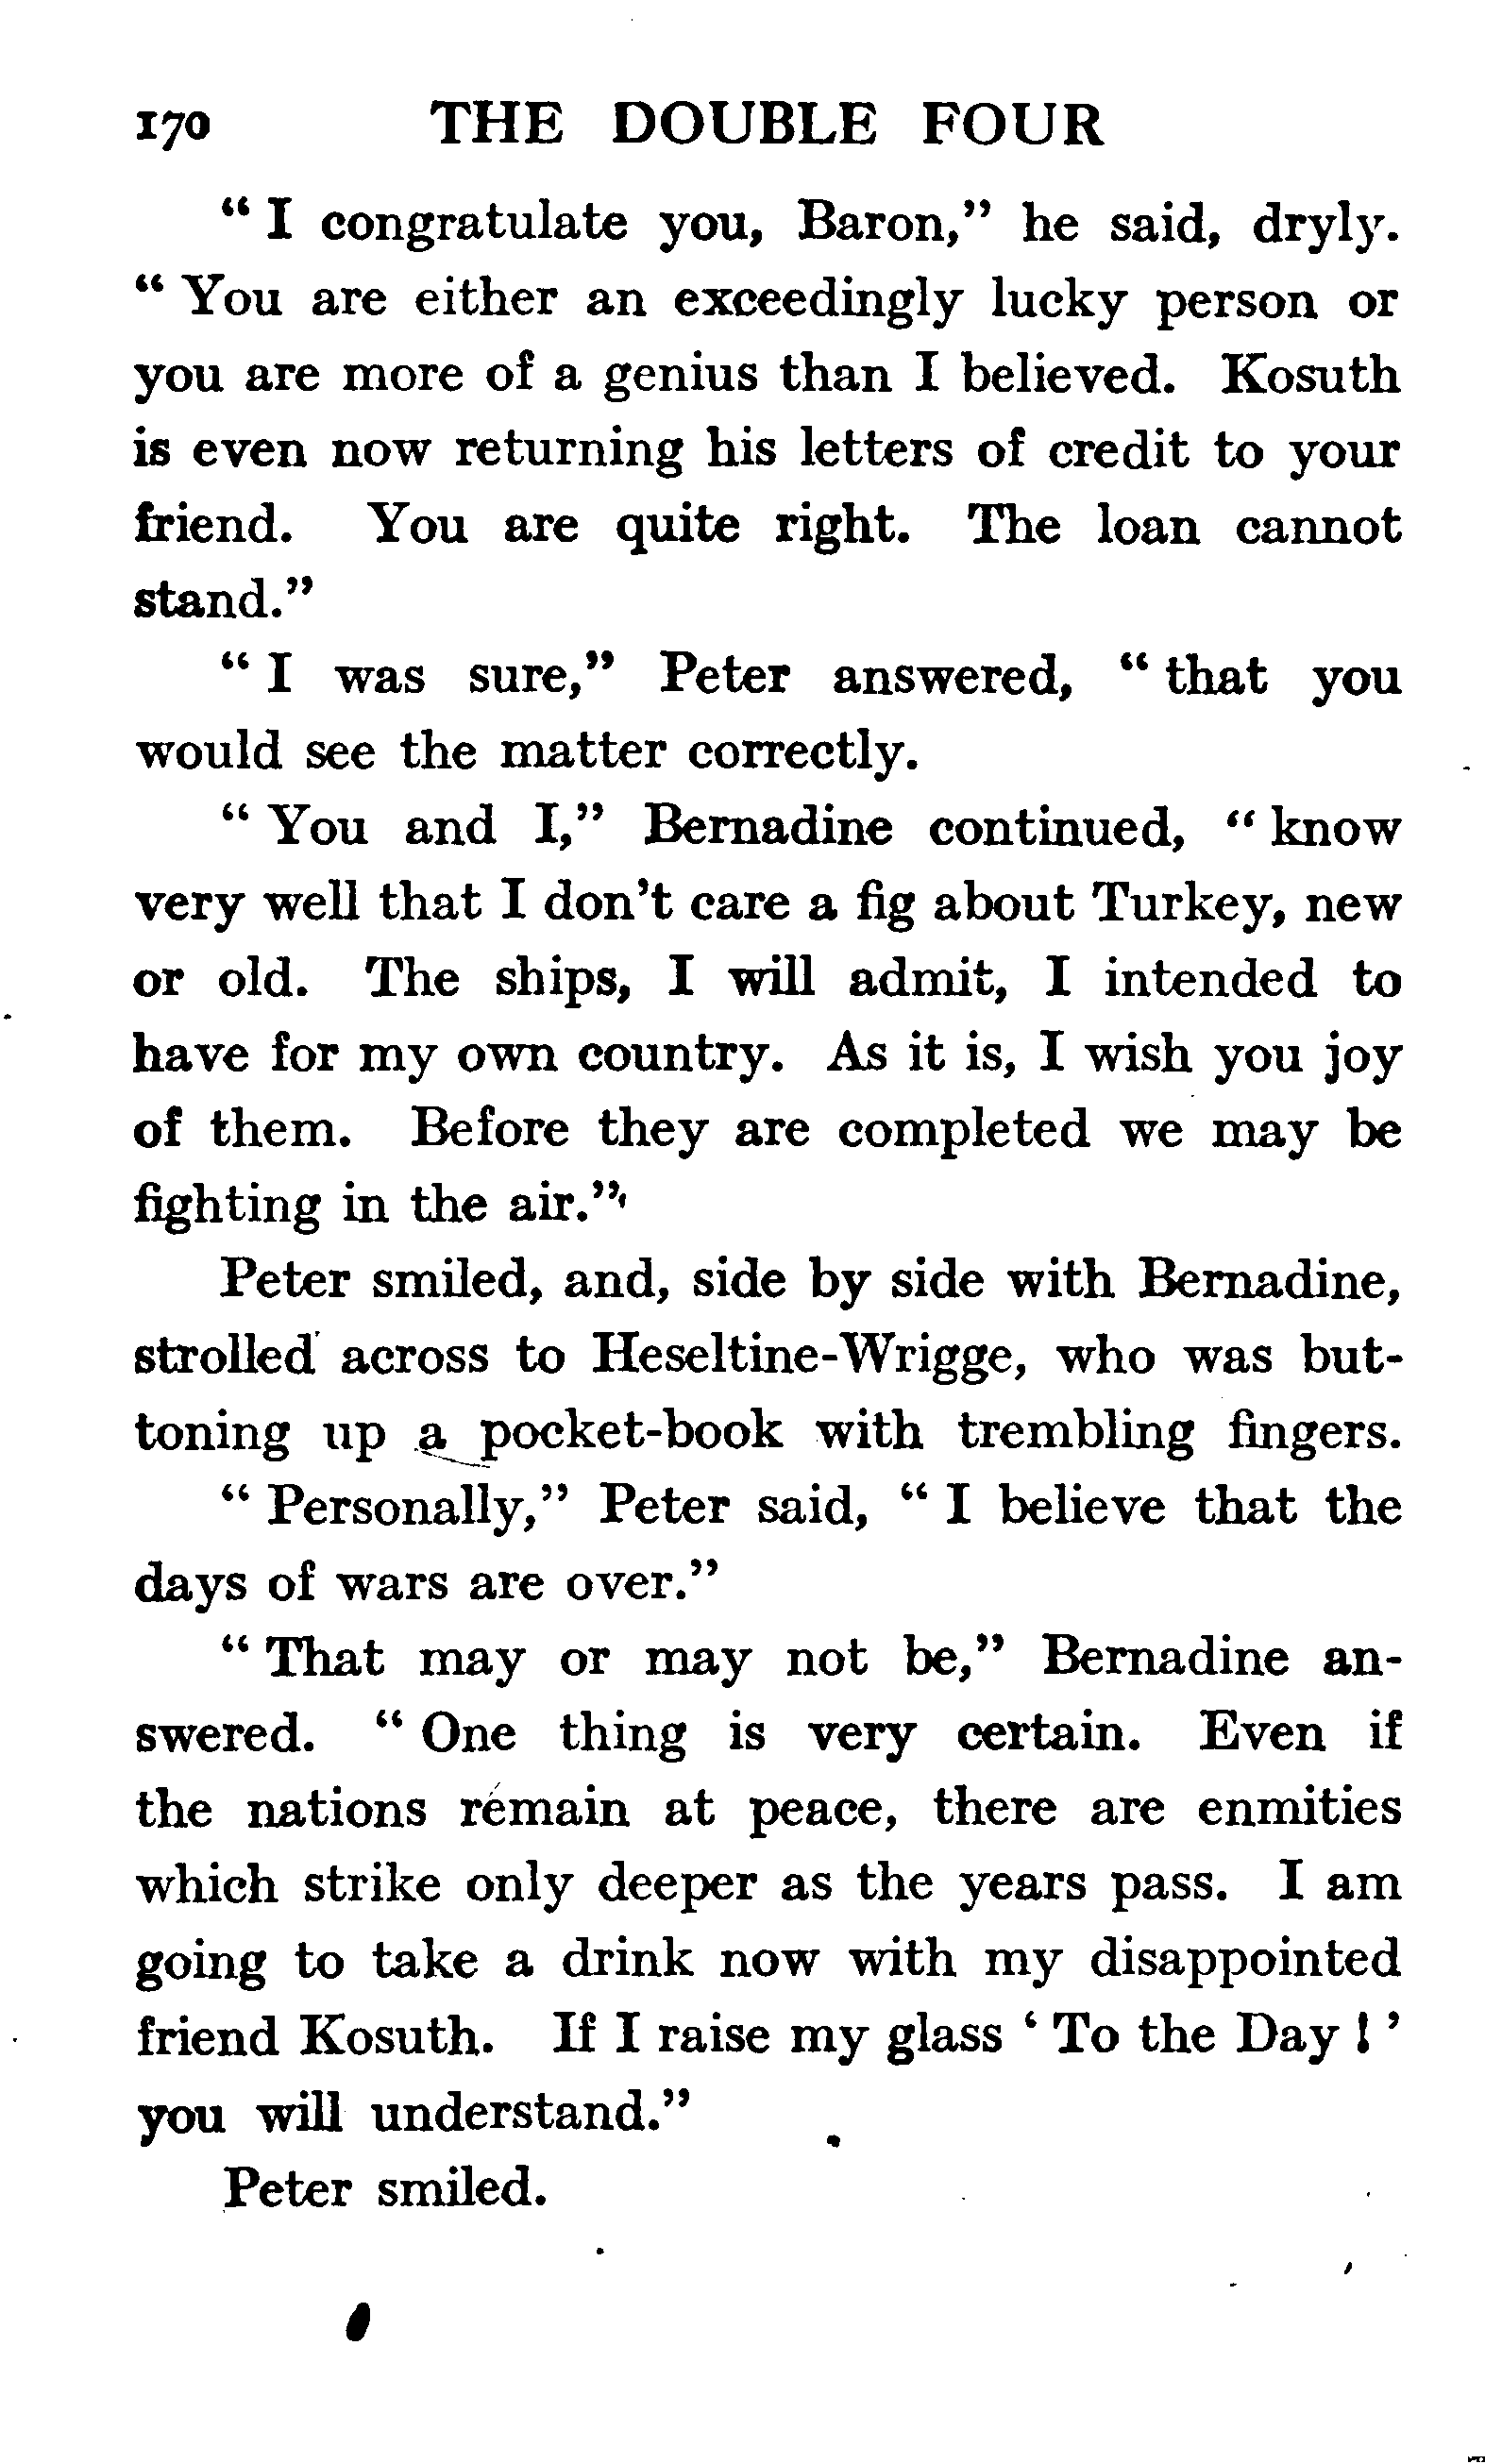 170 THE DOUBLE FOUR
“ I congratulate you, Baron,” he said, dryly.
“ You are either an exceedingly lucky person or
you are more of a genius than I believed. Kosuth
is even now returning his letters of credit to your
friend. You are quite right. The loan cannot
stand.”
“ I was sure,” Peter answered, “ that you
would see the matter correctly.
“ You and I,” Bernadine continued, “ know
very well that I don’t care a fig about Turkey, new
or old. The ships, I will admit, I intended to
have for my own country. As it is, I wish you joy
of them. Before they are completed we may be
fighting in the air.”
Peter smiled, and, side by side with Bernadine,
strolled across to Heseltine-Wrigge, who was but-
toning up a pocket-book with trembling fingers.
“ Personally,” Peter said, “ I believe that the
days of wars are over.”
“ That may or may not be,” Bernadine an-
swered. “ One thing is very certain. Even if
the nations remain at peace, there are enmities
which strike only deeper as the years pass. I am
going to take a drink now with my disappointed
friend Kosuth. If I raise my glass ‘ To the Day ! ’
you will understand.”
Peter smiled.